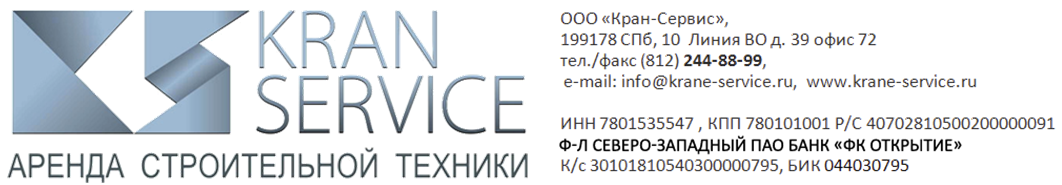 KRAN
SERVICE
АРЕНДА СТРОИТЕЛЬНОЙ ТЕХНИКИ
ООО «Кран-Сервис»,
199178 СПб, 10 Линия ВО д. 39 офис 72
тел./факс (812) 244-88-99,
e-mail: info@krane-service.ru, www.krane-service.ru
ИНН 7801535547 , КПП 780101001 Р/С 40702810500200000091
Ф-Л СЕВЕРО-ЗАПАДНЫЙ ПАО БАНК «ФК ОТКРЫТИЕ»
К/с 30101810540300000795, БИК 044030795